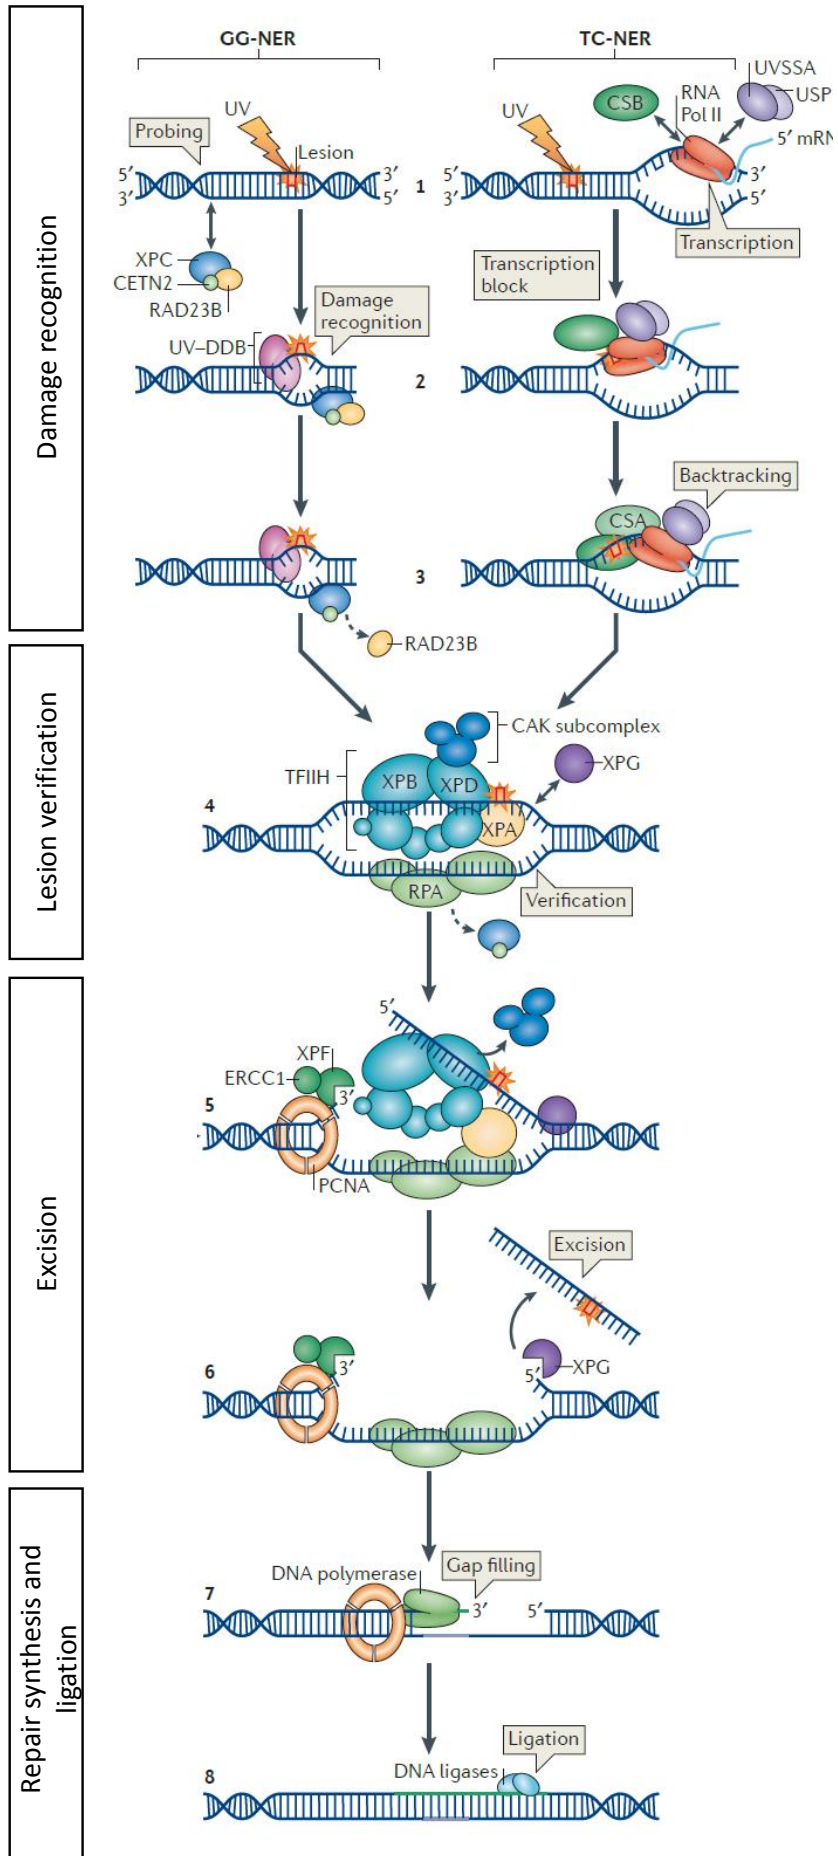 GG-NER
TC-NER
Damage recognition
UV
Probing
Lesion
5′
3′
3′
5′
1
XPC
CETN2
RAD23B
UV
CSB
RNA
Pol II
UVSSA
USP
5′ mRN
5′
3′
3′
5′
Transcription
Damage
recognition
UV–DDB
2
Transcription
block
3
RAD23B
CSA
Backtracking
Lesion verification
CAK subcomplex
XPG
TFIIH
XPB
XPD
XPA
4
RPA
Verification
Excision
5′
XPF
ERCC1
3′
5
PCNA
Excision
6
3′
5′
XPG
Repair synthesis and
ligation
DNA polymerase
Gap filling
7
3′
5′
Ligation
DNA ligases
8